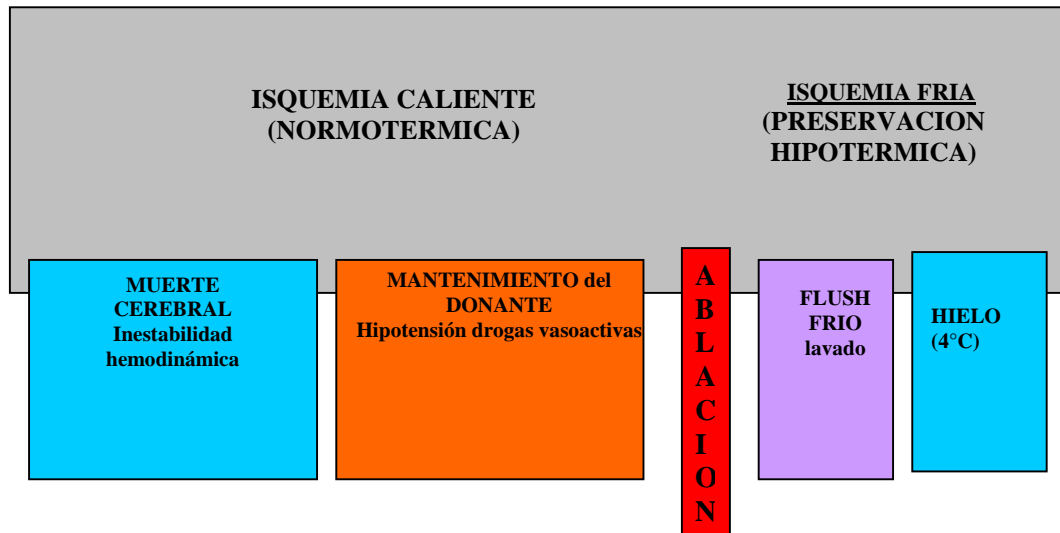 ISQUEMIA CALIENTE
(NORMOTERMICA)
ISQUEMIA FRIA
(PRESERVACION
HIPOTERMICA)
MUERTE
CEREBRAL
Inestabilidad
hemodinámica
MANTENIMIENTO del
DONANTE
Hipotensión drogas vasoactivas
A
B
L
A
C
I
O
N
FLUSH
FRIO
lavado
HIELO
(4°C)